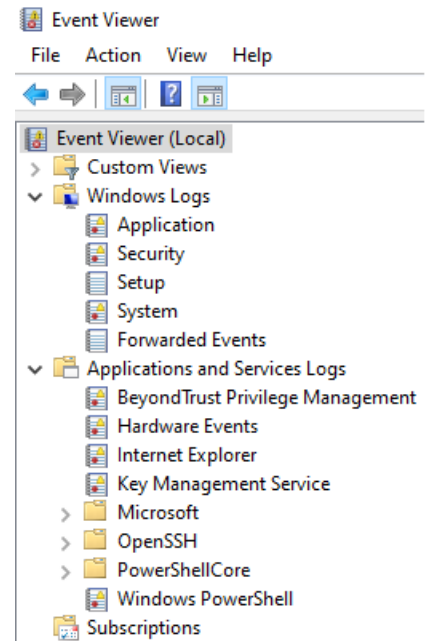 Event Viewer
File Action View Help
Event Viewer (Local)
Custom Views
Windows Logs
Application
Security
Setup
System
Forwarded Events
Applications and Services Logs
BeyondTrust Privilege Management
Hardware Events
Internet Explorer
Key Management Service
Microsoft
OpenSSH
PowerShellCore
Windows PowerShell
Subscriptions